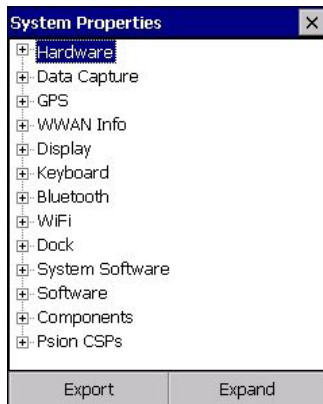 System Properties
Hardware
Data Capture
GPS
WWAN Info
Display
Keyboard
Bluetooth
WiFi
Dock
System Software
Software
Components
Psion CSPs
Export Expand